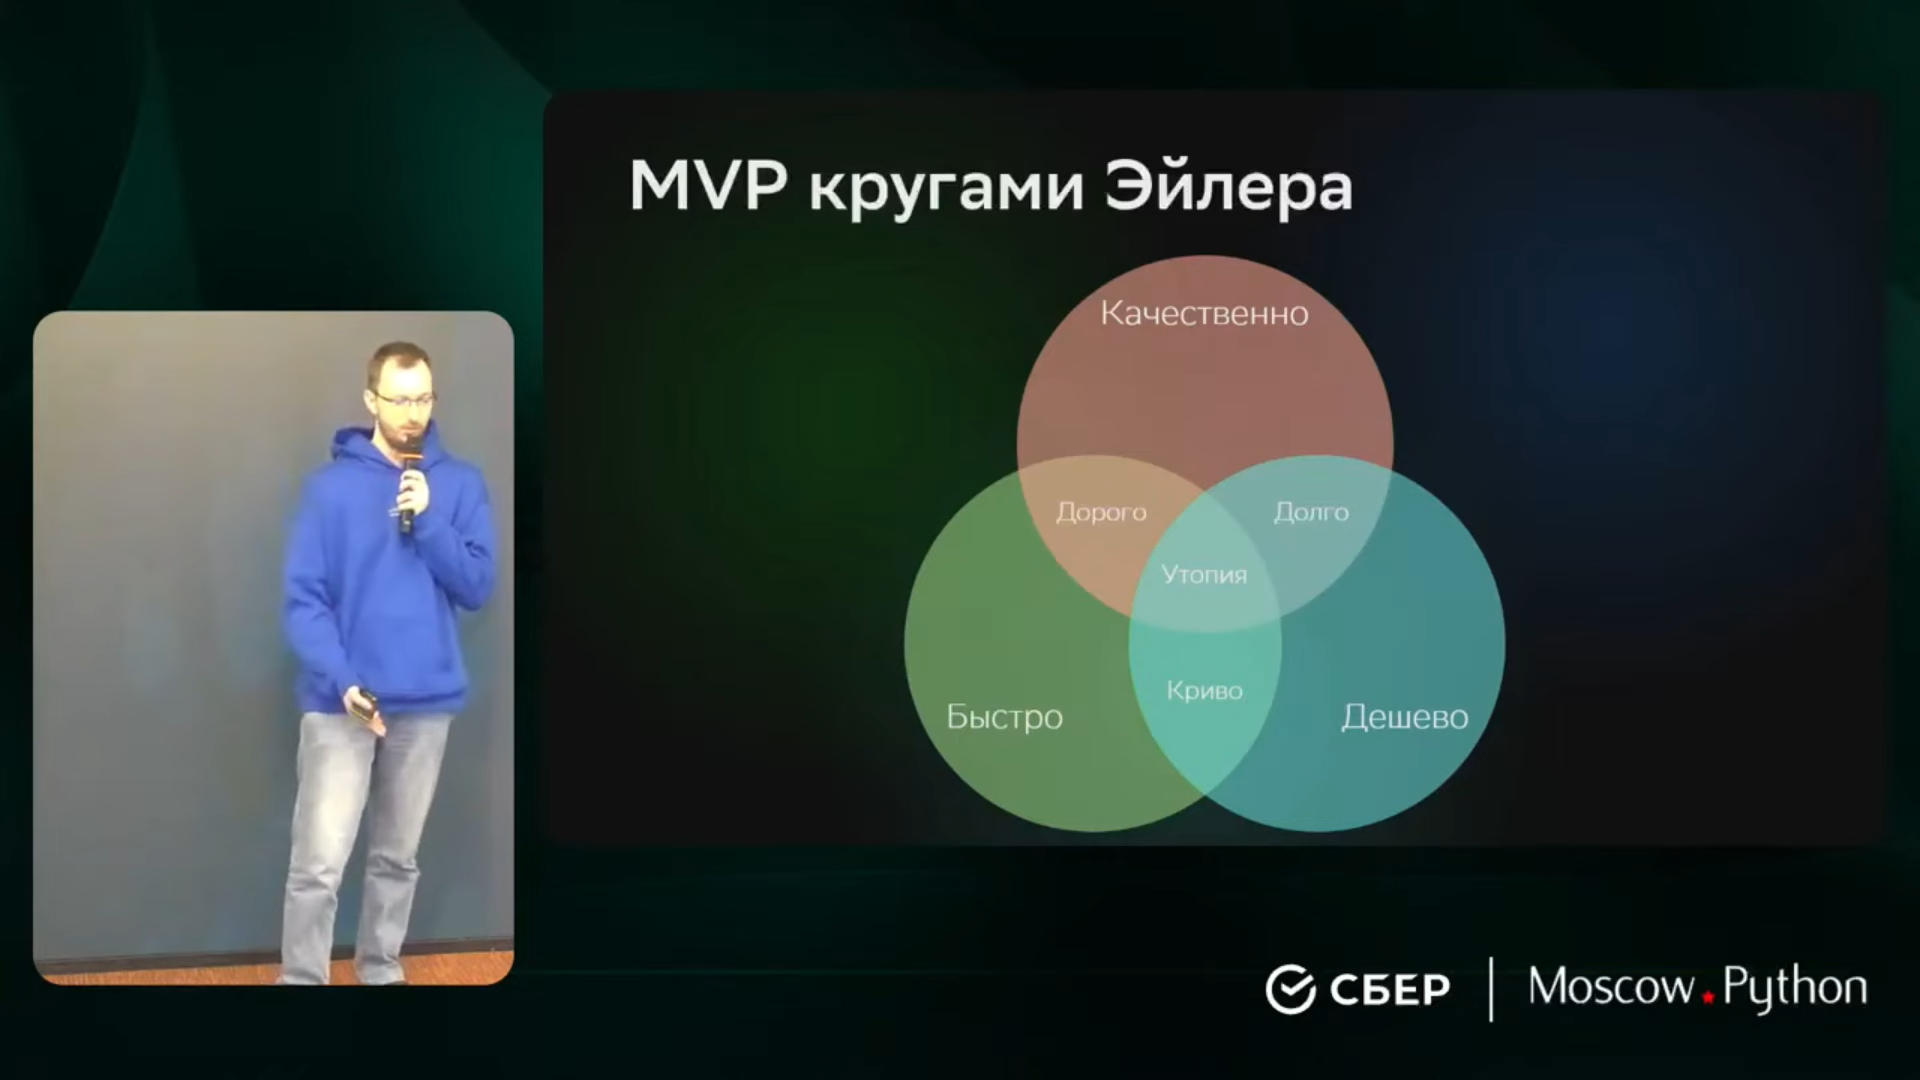 MVP кругами Эйлера
Качественно
Дорого
Долго
Утопия
Криво
Быстро
Дешево
СБЕР
Moscow Python